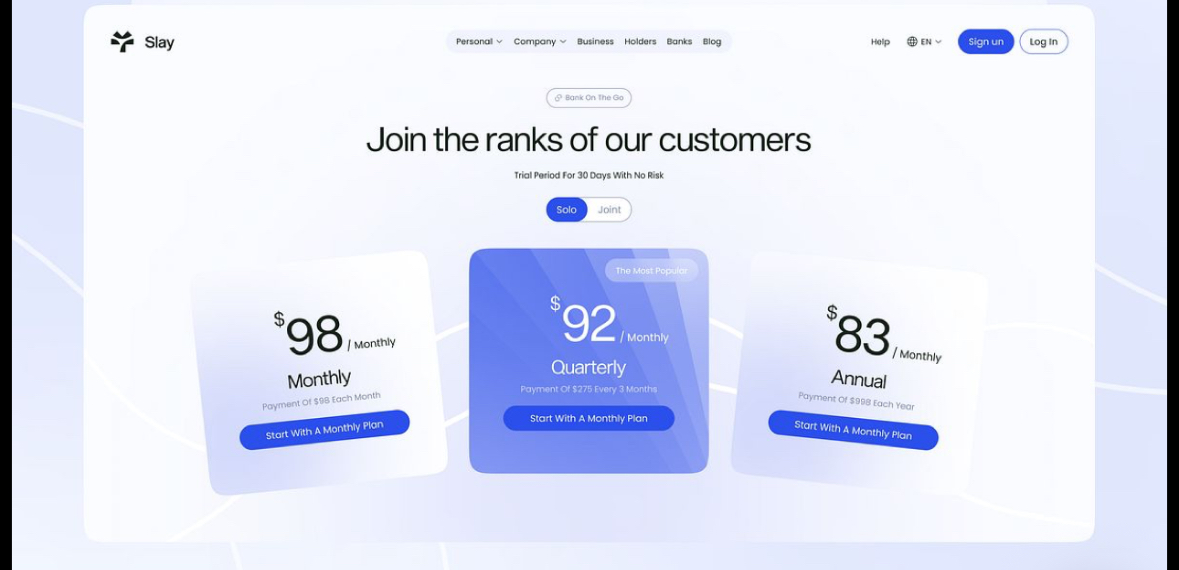 Slay
Personal Company Business Holders Banks Blog
Help EN Sign un Log In
Bank On The Go
Join the ranks of our customers
Trial Period For 30 Days With No Risk
Solo Joint
$98 / Monthly
Monthly
Payment Of $98 Each Month
Start With A Monthly Plan
The Most Popular
$92 / Monthly
Quarterly
Payment Of $275 Every 3 Months
Start With A Monthly Plan
$83 / Monthly
Annual
Payment Of $998 Each Year
Start With A Monthly Plan